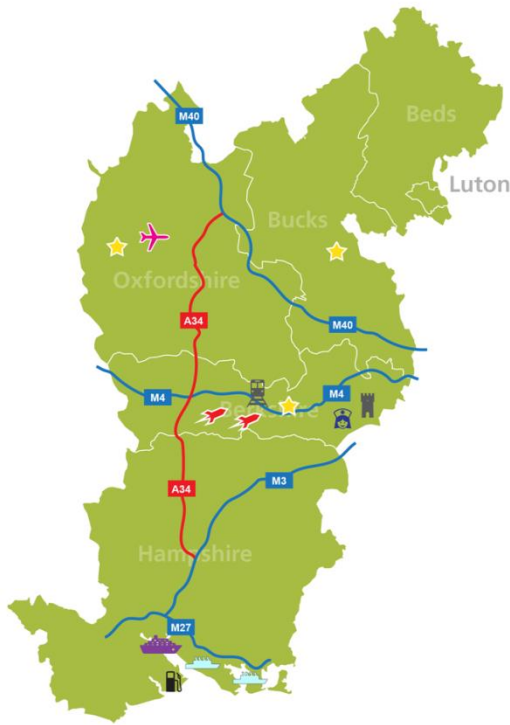 M40
Beds
Luton
Bucks
Oxfordshire
A34
M40
M4
M4
Berkshire
M3
A34
Hampshire
M27